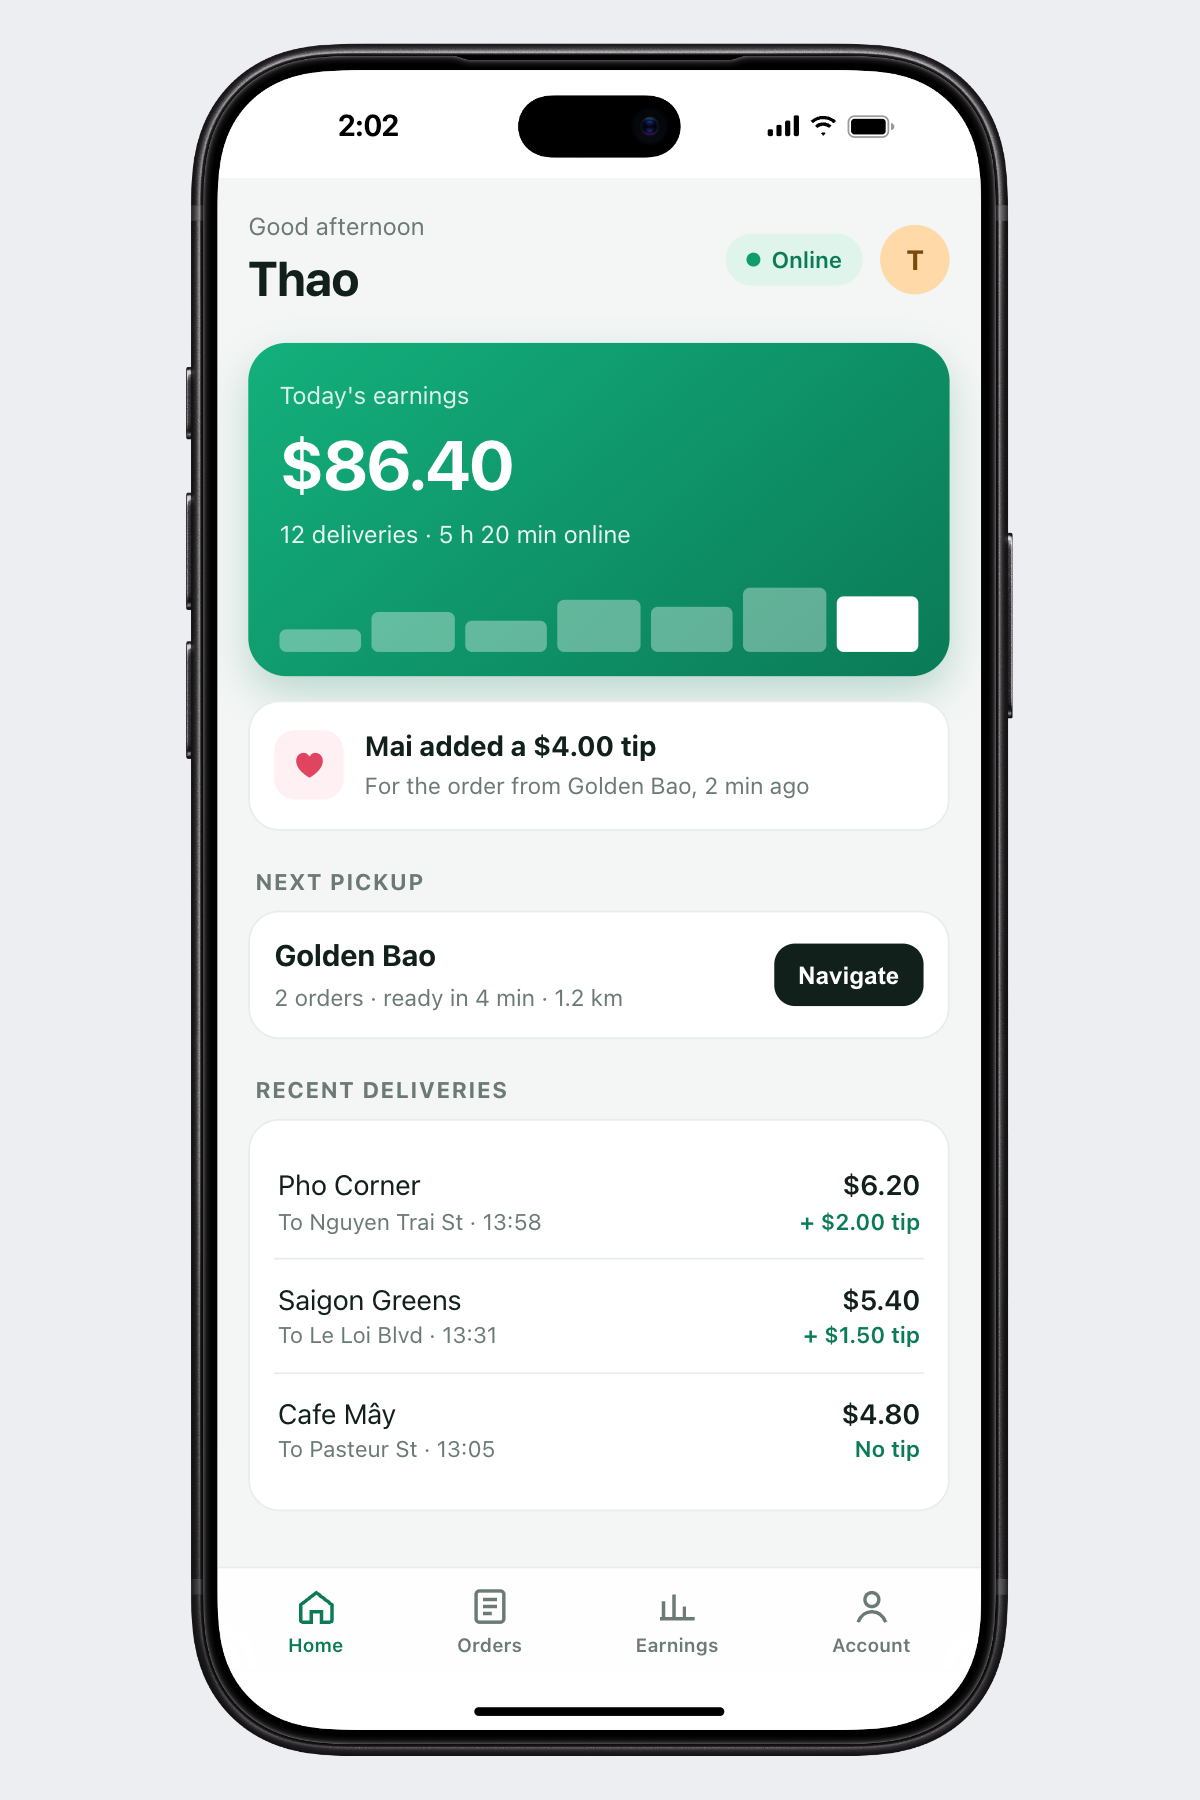 2:02
Good afternoon
Thao
Online
T
Today's earnings
$86.40
12 deliveries · 5 h 20 min online
Mai added a $4.00 tip
For the order from Golden Bao, 2 min ago
NEXT PICKUP
Golden Bao
2 orders · ready in 4 min · 1.2 km
Navigate
RECENT DELIVERIES
Pho Corner
$6.20
To Nguyen Trai St · 13:58
+ $2.00 tip
Saigon Greens
$5.40
To Le Loi Blvd · 13:31
+ $1.50 tip
Cafe Mây
$4.80
To Pasteur St · 13:05
No tip
Home
Orders
Earnings
Account